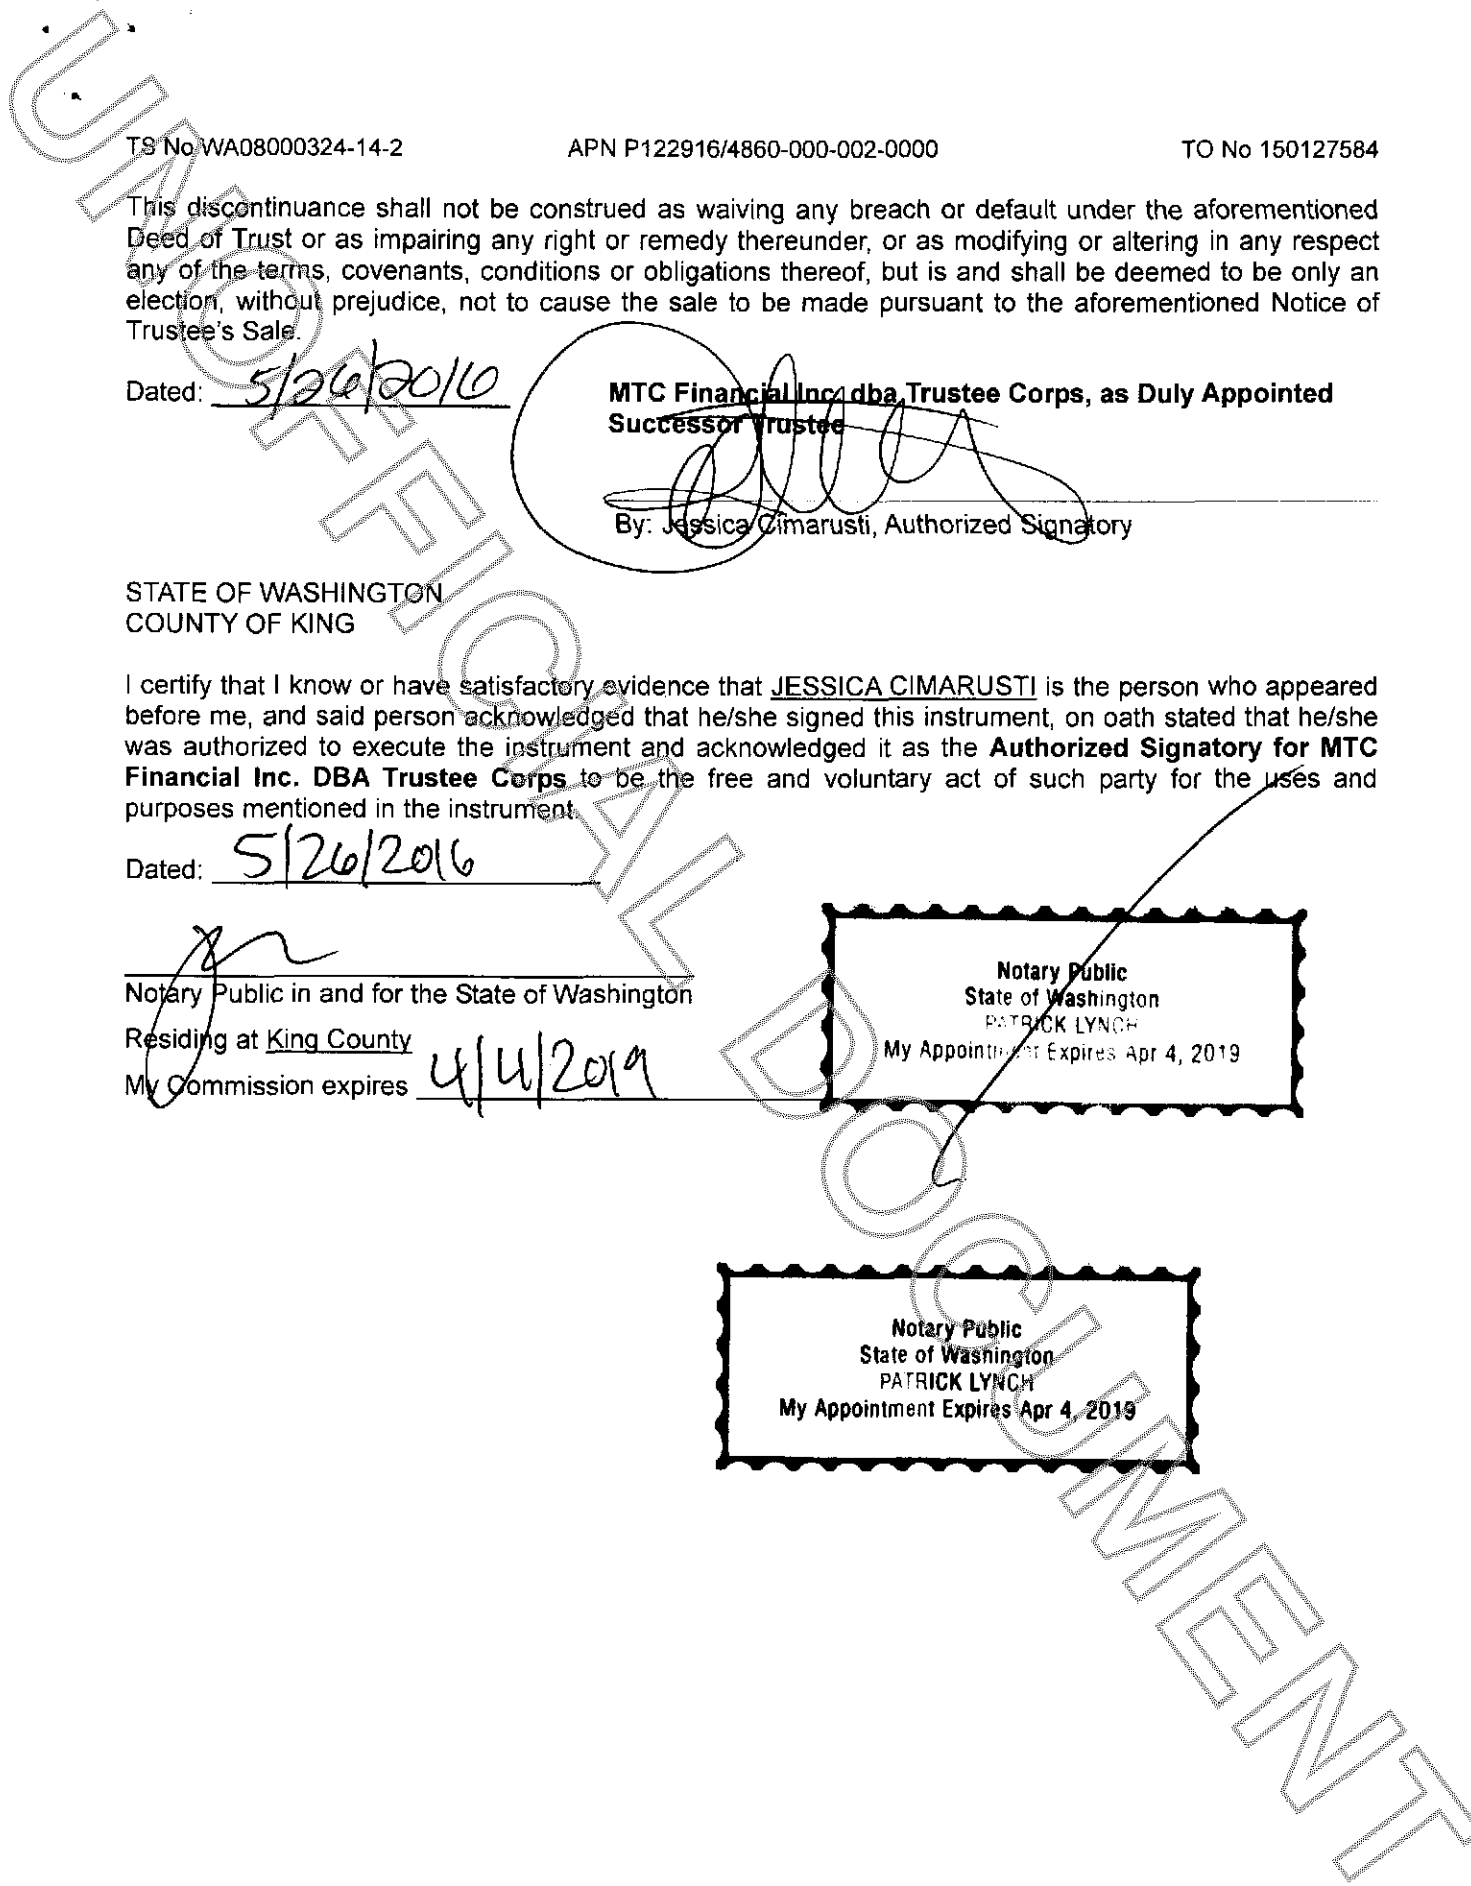 TS No WA08000324-14-2 APN P122916/4860-000-002-0000 TO No 150127584
This discontinuance shall not be construed as waiving any breach or default under the aforementioned
Deed of Trust or as impairing any right or remedy thereunder, or as modifying or altering in any respect
any of the terms, covenants, conditions or obligations thereof, but is and shall be deemed to be only an
election, without prejudice, not to cause the sale to be made pursuant to the aforementioned Notice of
Trustee's Sale.
Dated: 5/26/2016
MTC Financial Inc. dba Trustee Corps, as Duly Appointed
Successor Trustee
By: Jessica Cimarusti, Authorized Signatory
STATE OF WASHINGTON
COUNTY OF KING
I certify that I know or have satisfactory evidence that JESSICA CIMARUSTI is the person who appeared
before me, and said person acknowledged that he/she signed this instrument, on oath stated that he/she
was authorized to execute the instrument and acknowledged it as the Authorized Signatory for MTC
Financial Inc. DBA Trustee Corps to be the free and voluntary act of such party for the uses and
purposes mentioned in the instrument.
Dated: 5/26/2016
Notary Public in and for the State of Washington
Residing at King County
My Commission expires 4/4/2019
Notary Public
State of Washington
PATRICK LYNCH
My Appointment Expires Apr 4, 2019
Notary Public
State of Washington
PATRICK LYNCH
My Appointment Expires Apr 4, 2019
UNOFFICIAL DOCUMENT